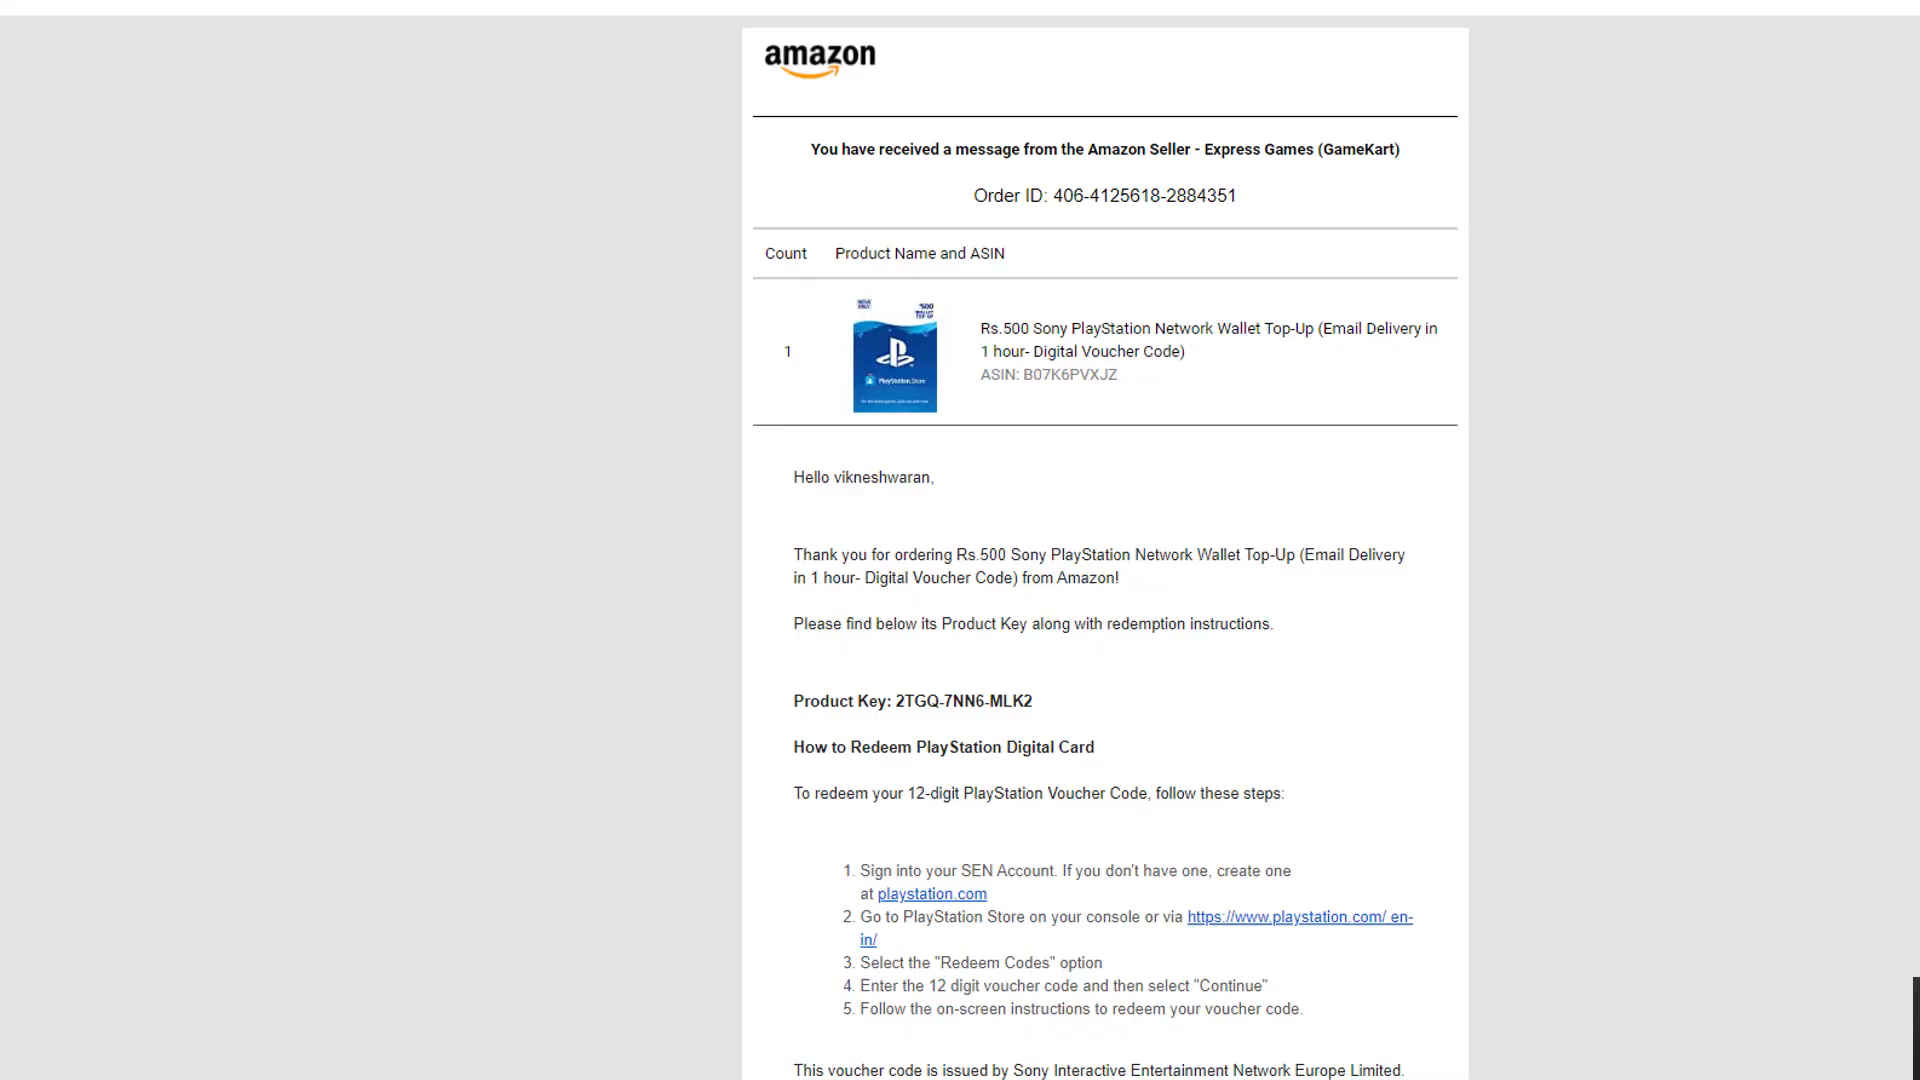 amazon
You have received a message from the Amazon Seller - Express Games (GameKart)
Order ID: 406-4125618-2884351
Count Product Name and ASIN
1
500
WALLET
TOP-UP
PlayStation.Store
Rs.500 Sony PlayStation Network Wallet Top-Up (Email Delivery in
1 hour- Digital Voucher Code)
ASIN: B07K6PVXJZ
Hello vikneshwaran,
Thank you for ordering Rs.500 Sony PlayStation Network Wallet Top-Up (Email Delivery
in 1 hour- Digital Voucher Code) from Amazon!
Please find below its Product Key along with redemption instructions.
Product Key: 2TGQ-7NN6-MLK2
How to Redeem PlayStation Digital Card
To redeem your 12-digit PlayStation Voucher Code, follow these steps:
1. Sign into your SEN Account. If you don't have one, create one
at playstation.com
2. Go to PlayStation Store on your console or via https://www.playstation.com/ en-
in/
3. Select the "Redeem Codes" option
4. Enter the 12 digit voucher code and then select "Continue"
5. Follow the on-screen instructions to redeem your voucher code.
This voucher code is issued by Sony Interactive Entertainment Network Europe Limited.